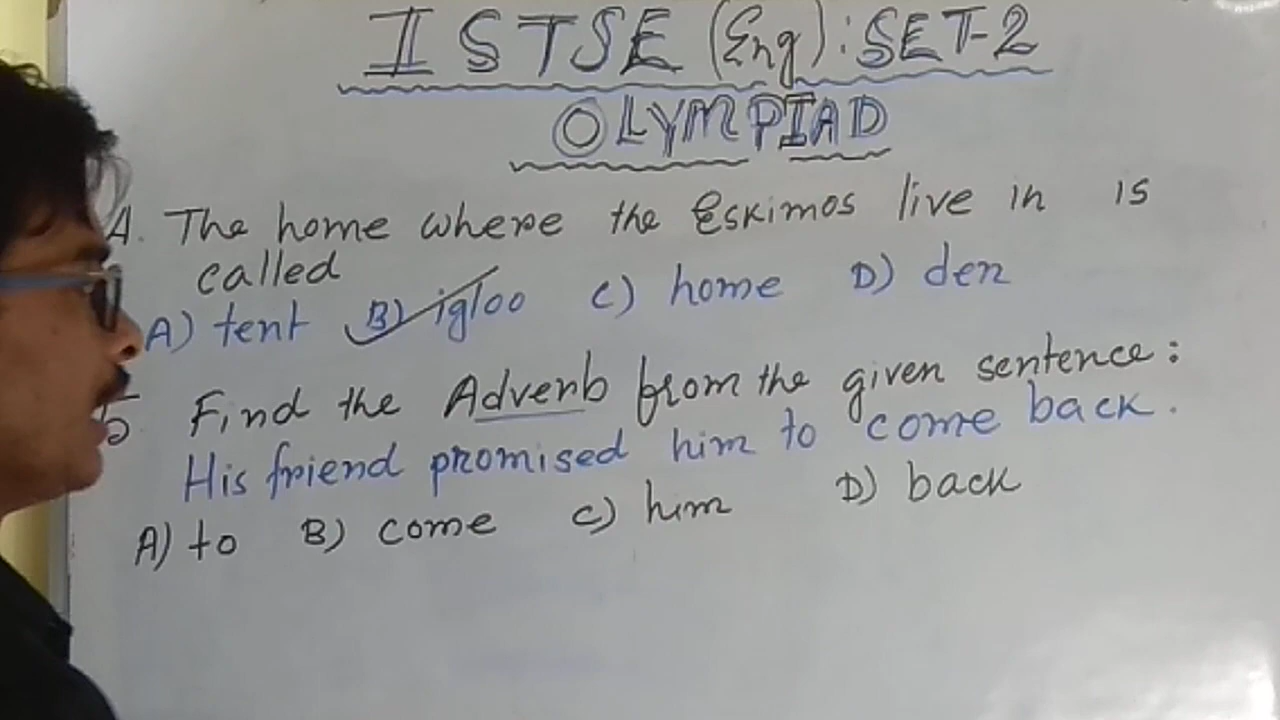 ISTSE (Eng): SET-2
OLYMPIAD
4. The home where the Eskimos live in is
called
A) tent B) igloo C) home D) den
5 Find the Adverb from the given sentence:
His friend promised him to come back.
A) to B) come C) him D) back